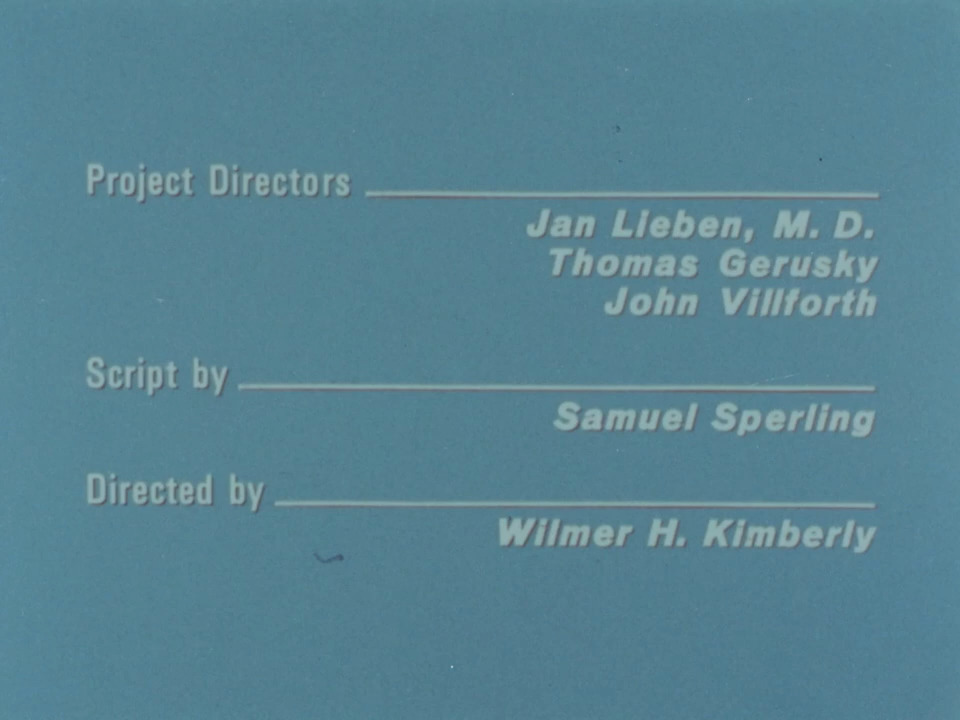 Project Directors
Jan Lieben, M. D.
Thomas Gerusky
John Villforth
Script by
Samuel Sperling
Directed by
Wilmer H. Kimberly